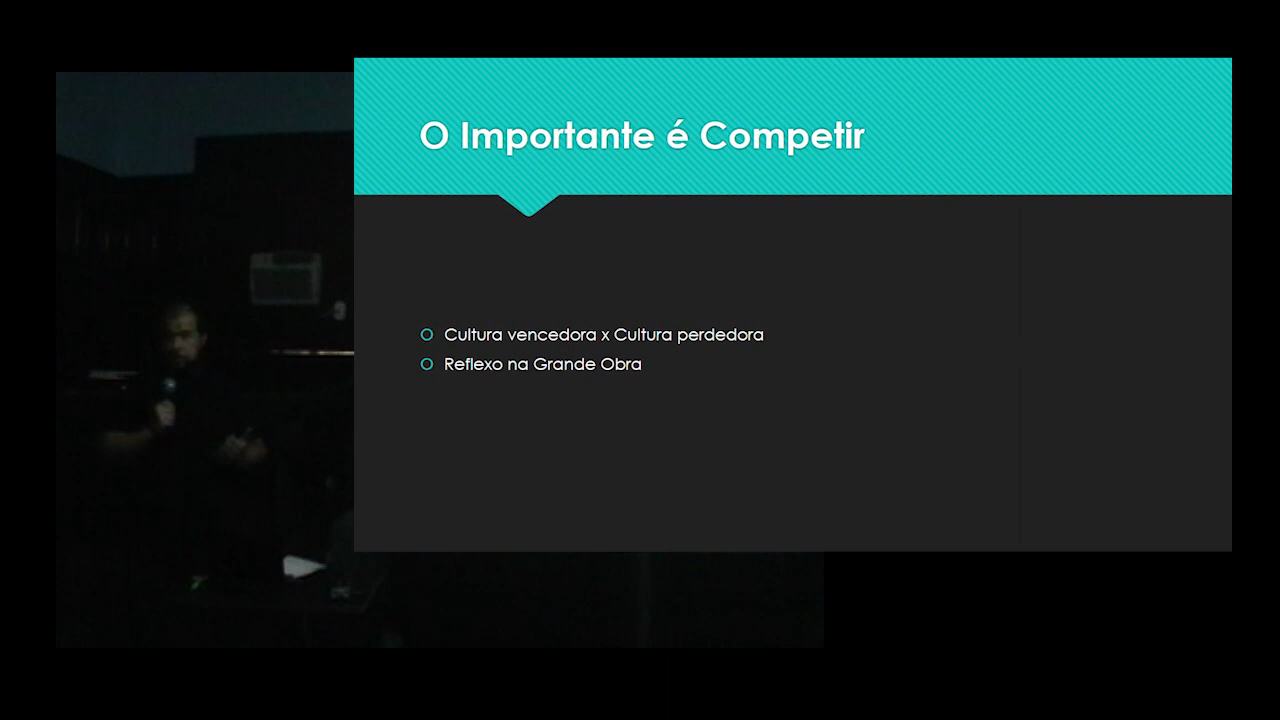 O Importante é Competir
Cultura vencedora x Cultura perdedora
Reflexo na Grande Obra